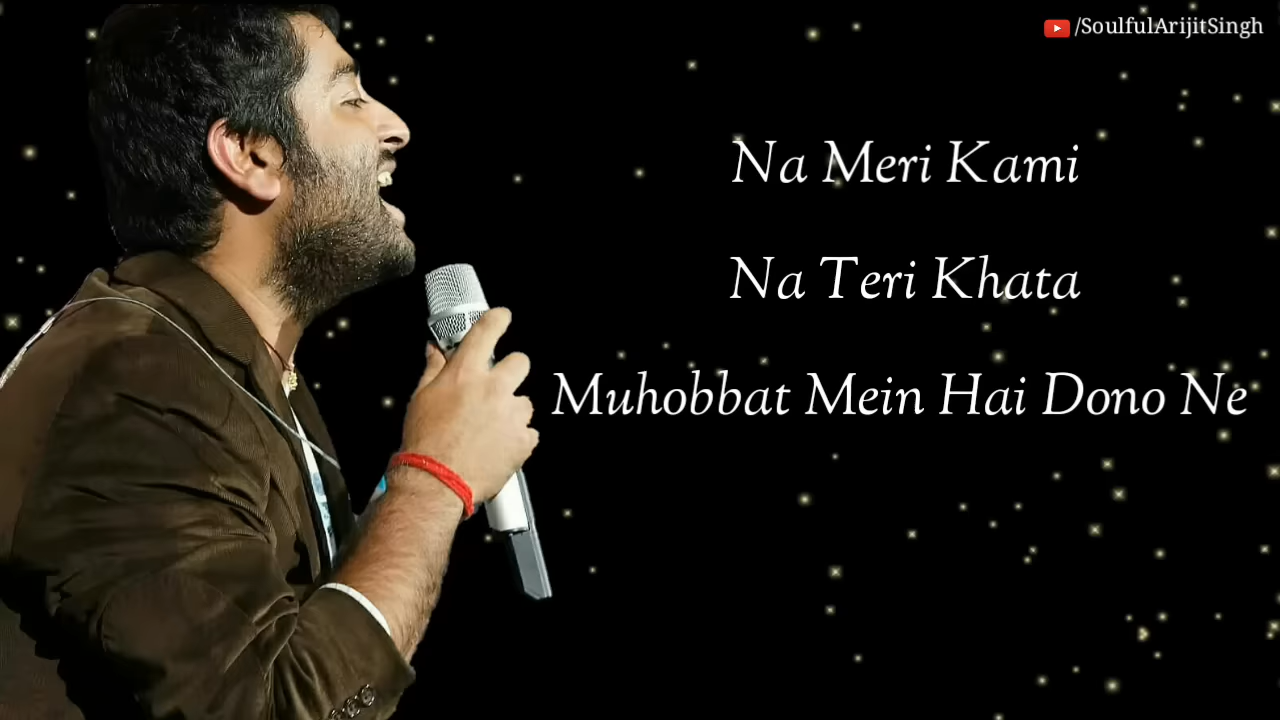 /SoulfulArijitSingh
Na Meri Kami
Na Teri Khata
Muhobbat Mein Hai Dono Ne